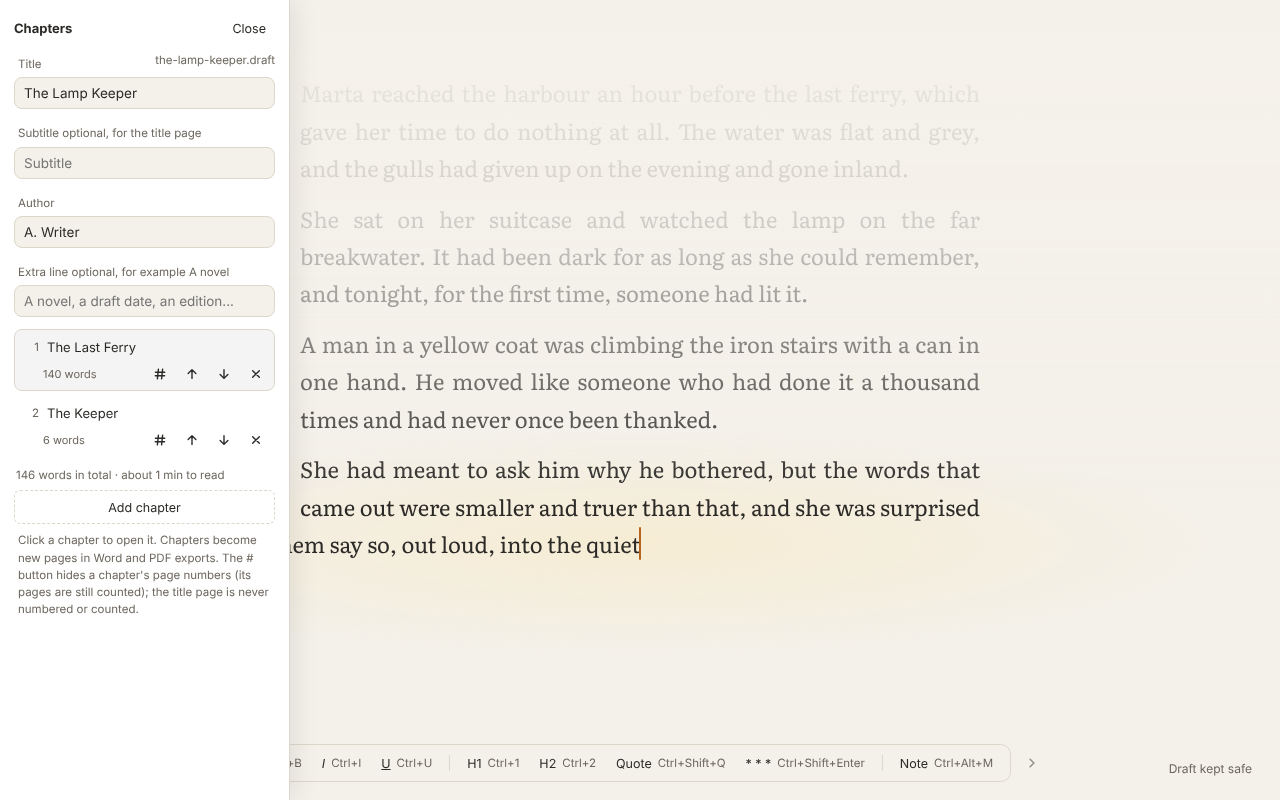 Chapters
Close
Title
the-lamp-keeper.draft
The Lamp Keeper
Subtitle optional, for the title page
Subtitle
Author
A. Writer
Extra line optional, for example A novel
A novel, a draft date, an edition...
1 The Last Ferry
140 words # ↑ ↓ ×
2 The Keeper
6 words # ↑ ↓ ×
146 words in total · about 1 min to read
Add chapter
Click a chapter to open it. Chapters become
new pages in Word and PDF exports. The #
button hides a chapter's page numbers (its
pages are still counted); the title page is never
numbered or counted.
Marta reached the harbour an hour before the last ferry, which
gave her time to do nothing at all. The water was flat and grey,
and the gulls had given up on the evening and gone inland.
She sat on her suitcase and watched the lamp on the far
breakwater. It had been dark for as long as she could remember,
and tonight, for the first time, someone had lit it.
A man in a yellow coat was climbing the iron stairs with a can in
one hand. He moved like someone who had done it a thousand
times and had never once been thanked.
She had meant to ask him why he bothered, but the words that
came out were smaller and truer than that, and she was surprised
say so, out loud, into the quiet
I Ctrl+I U Ctrl+U H1 Ctrl+1 H2 Ctrl+2 Quote Ctrl+Shift+Q * * * Ctrl+Shift+Enter Note Ctrl+Alt+M
Draft kept safe